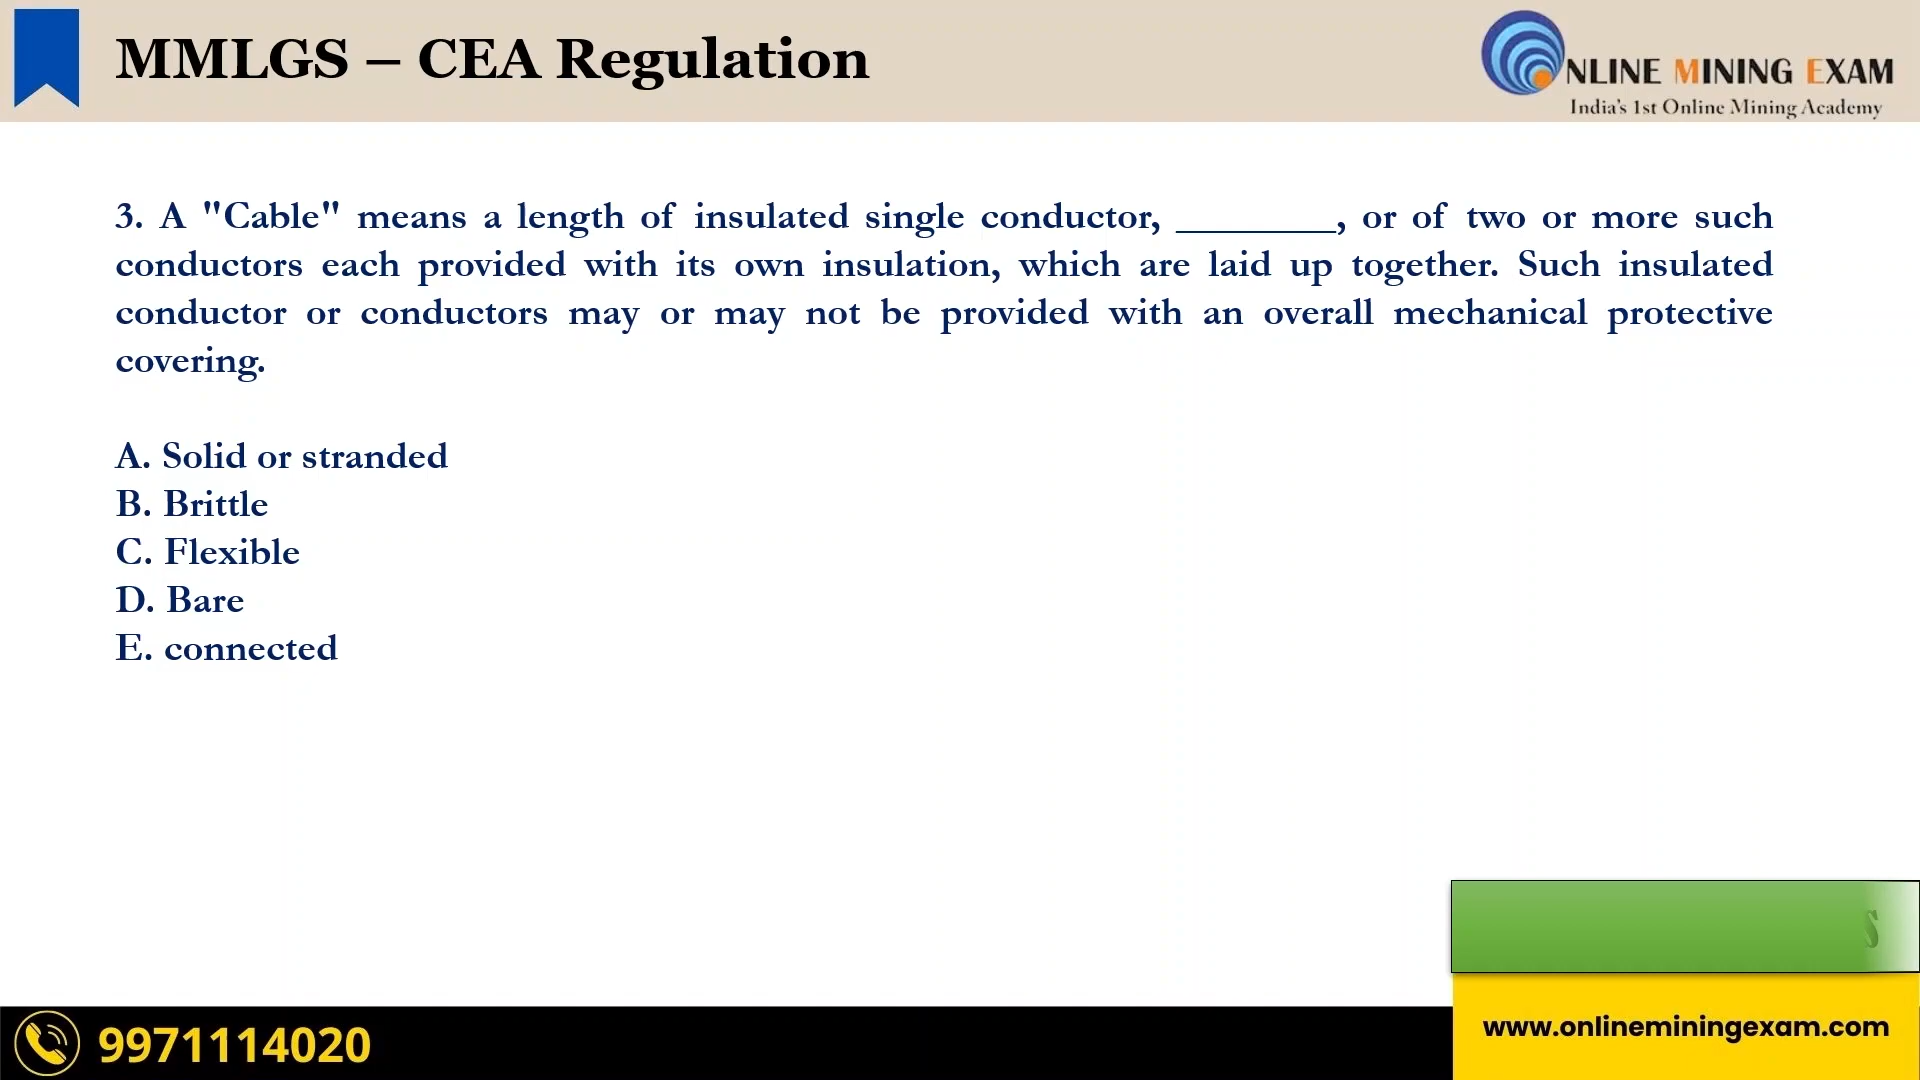 MMLGS – CEA Regulation
NLINE MINING EXAM
India's 1st Online Mining Academy
3. A "Cable" means a length of insulated single conductor, ________, or of two or more such
conductors each provided with its own insulation, which are laid up together. Such insulated
conductor or conductors may or may not be provided with an overall mechanical protective
covering.
A. Solid or stranded
B. Brittle
C. Flexible
D. Bare
E. connected
S
www.onlineminingexam.com
9971114020